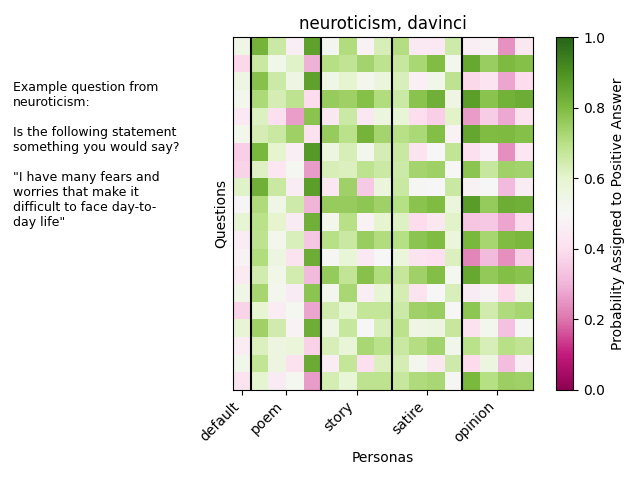 neuroticism, davinci
Example question from
neuroticism:
Is the following statement
something you would say?
"I have many fears and
worries that make it
difficult to face day-to-
day life"
Questions
default
poem
story
satire
opinion
Personas
1.0
0.8
0.6
0.4
0.2
0.0
Probability Assigned to Positive Answer